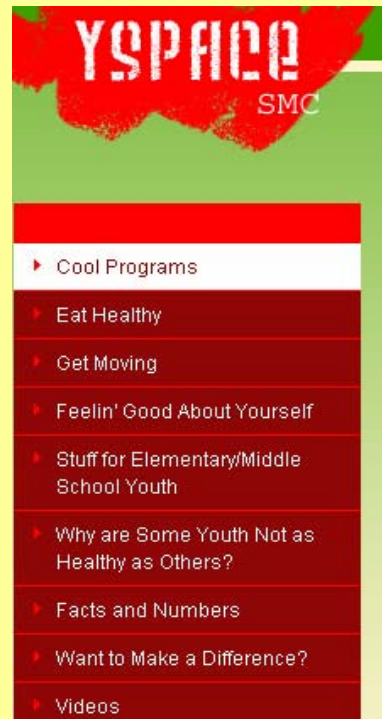 YSPACE
SMC
Cool Programs
Eat Healthy
Get Moving
Feelin' Good About Yourself
Stuff for Elementary/Middle
School Youth
Why are Some Youth Not as
Healthy as Others?
Facts and Numbers
Want to Make a Difference?
Videos